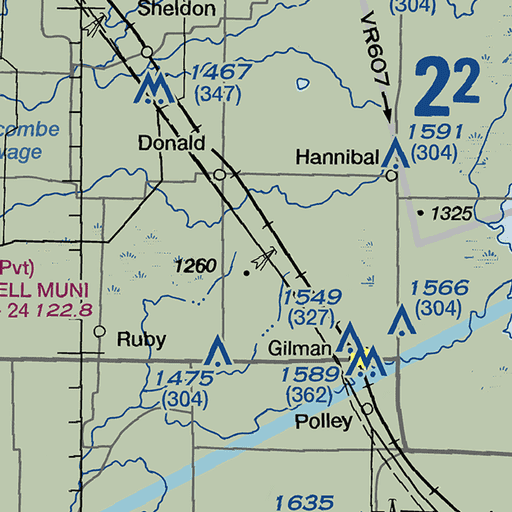 Sheldon
(304)
VR607
1467
(347)
22
combe
vage
Donald
1591
(304)
Hannibal
1325
Pvt)
ELL MUNI
- 24 122.8
1260
1549
(327)
1566
(304)
Ruby
Gilman
1475
(304)
1589
(362)
Polley
1635